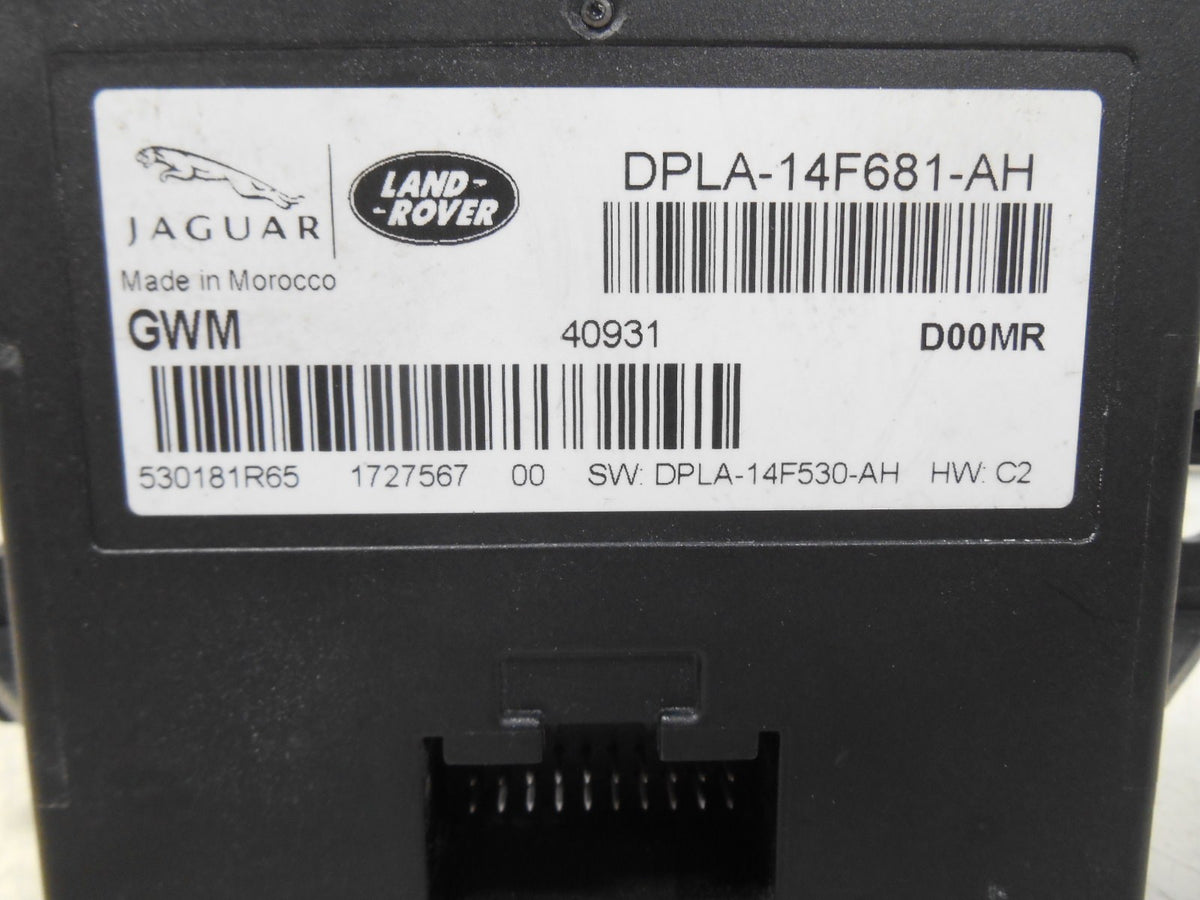 JAGUAR
LAND-
-ROVER
DPLA-14F681-AH
Made in Morocco
GWM 40931 D00MR
530181R65 1727567 00 SW: DPLA-14F530-AH HW: C2